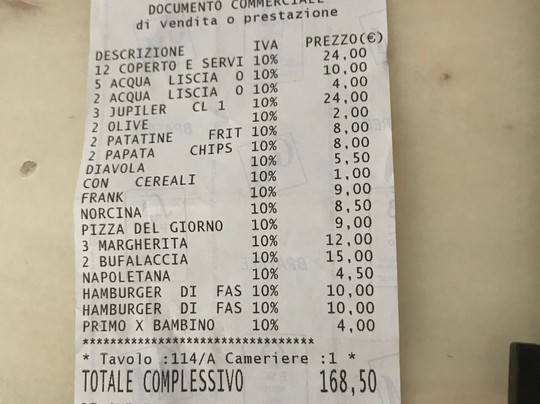 DOCUMENTO COMMERCIALE
di vendita o prestazione
DESCRIZIONE IVA PREZZO(€)
12 COPERTO E SERVI 10% 24,00
5 ACQUA LISCIA O 10% 10,00
2 ACQUA LISCIA O 10% 4,00
3 JUPILER CL 1 10% 24,00
2 OLIVE 10% 2,00
2 PATATINE FRIT 10% 8,00
2 PAPATA CHIPS 10% 8,00
DIAVOLA 10% 5,50
CON CEREALI 10% 1,00
FRANK 10% 9,00
NORCINA 10% 8,50
PIZZA DEL GIORNO 10% 9,00
3 MARGHERITA 10% 12,00
2 BUFALACCIA 10% 15,00
NAPOLETANA 10% 4,50
HAMBURGER DI FAS 10% 10,00
HAMBURGER DI FAS 10% 10,00
PRIMO X BAMBINO 10% 4,00
*********************************
* Tavolo :114/A Cameriere :1 *
TOTALE COMPLESSIVO 168,50